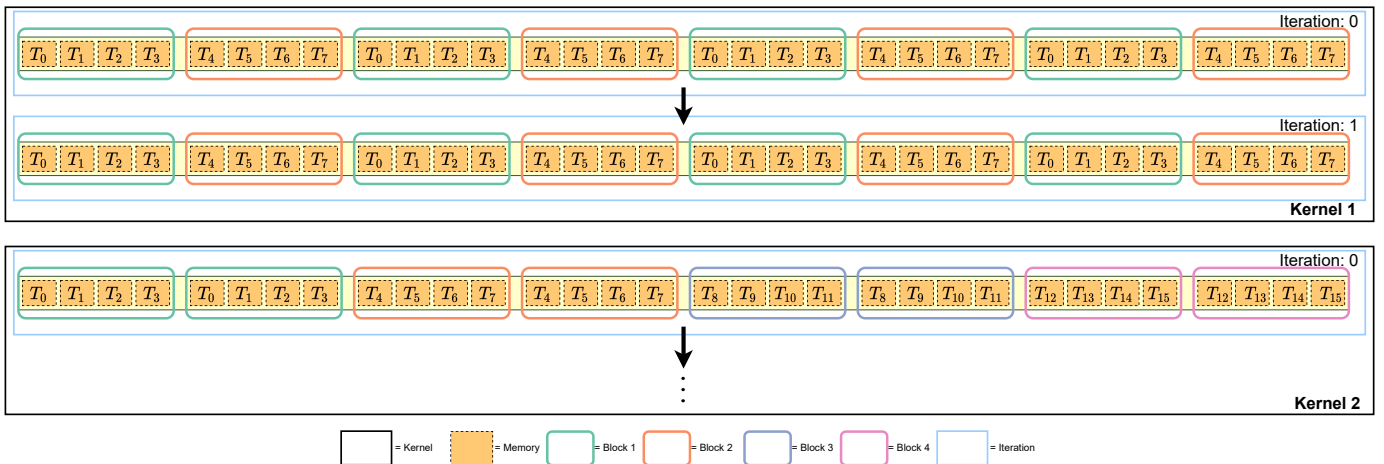 Iteration: 0
T0 T1 T2 T3 T4 T5 T6 T7 T0 T1 T2 T3 T4 T5 T6 T7 T0 T1 T2 T3 T4 T5 T6 T7 T0 T1 T2 T3 T4 T5 T6 T7
Iteration: 1
T0 T1 T2 T3 T4 T5 T6 T7 T0 T1 T2 T3 T4 T5 T6 T7 T0 T1 T2 T3 T4 T5 T6 T7 T0 T1 T2 T3 T4 T5 T6 T7
Kernel 1
Iteration: 0
T0 T1 T2 T3 T0 T1 T2 T3 T4 T5 T6 T7 T4 T5 T6 T7 T8 T9 T10 T11 T8 T9 T10 T11 T12 T13 T14 T15 T12 T13 T14 T15
Kernel 2
= Kernel = Memory = Block 1 = Block 2 = Block 3 = Block 4 = Iteration